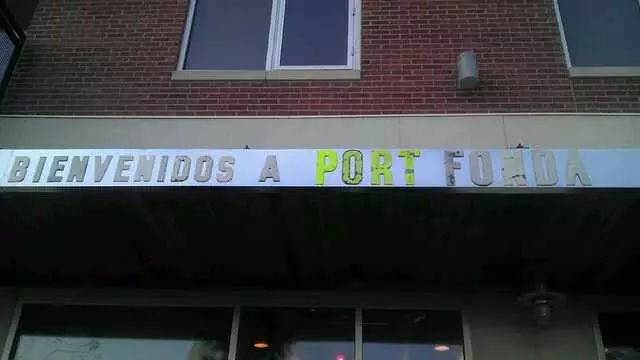 BIENVENIDOS A PORT FONDA